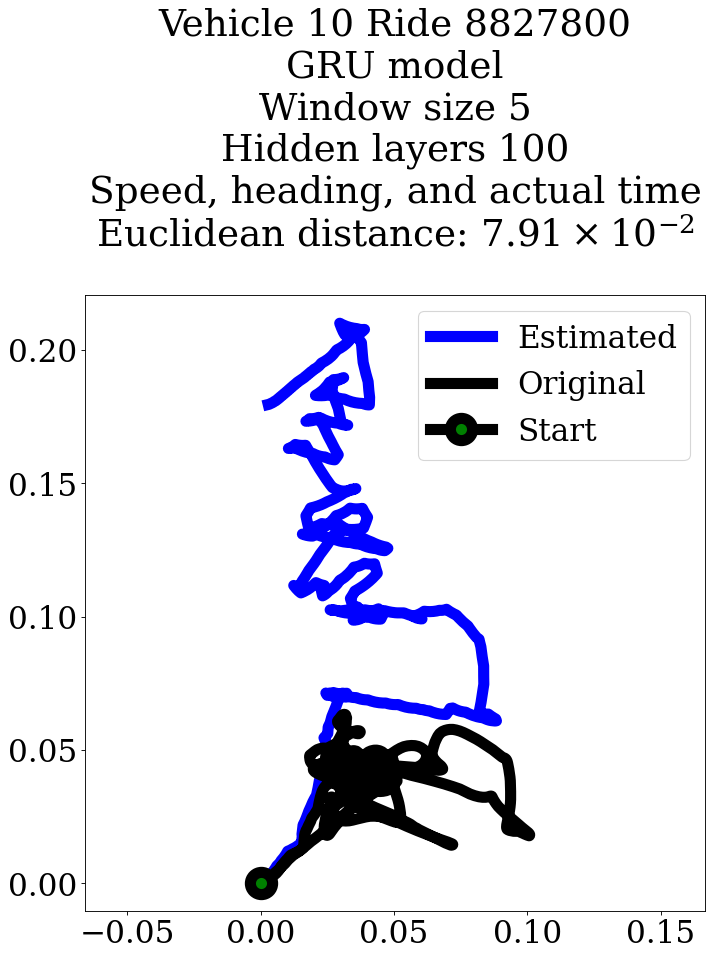 Vehicle 10 Ride 8827800
GRU model
Window size 5
Hidden layers 100
Speed, heading, and actual time
Euclidean distance: 7.91 × 10⁻²
Estimated
Original
Start
0.20
0.15
0.10
0.05
0.00
−0.05 0.00 0.05 0.10 0.15